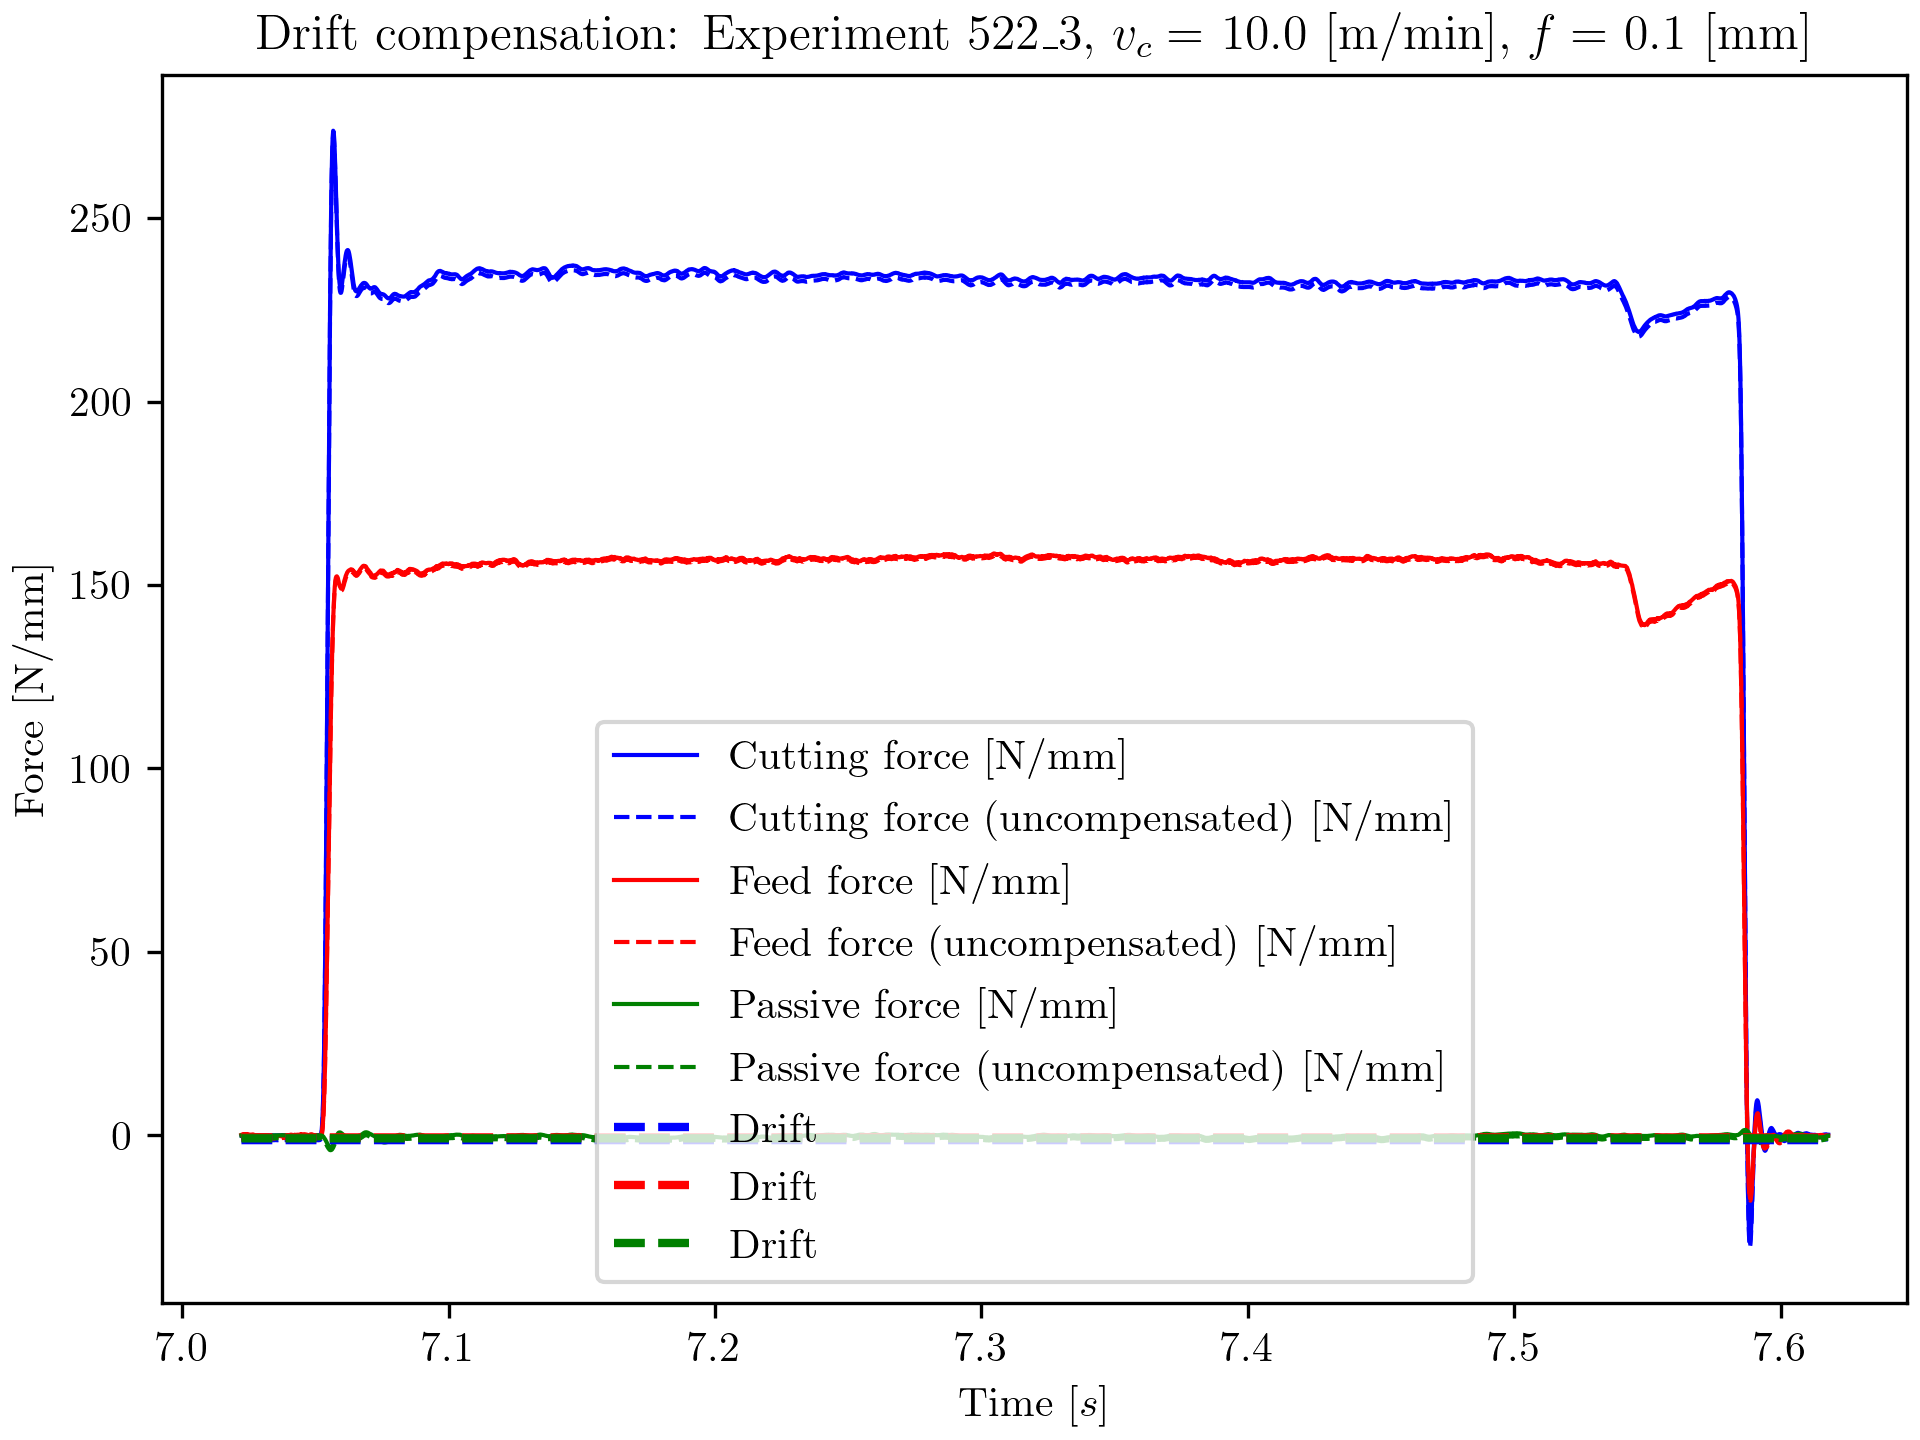 Drift compensation: Experiment 522_3, v_c = 10.0 [m/min], f = 0.1 [mm]
Force [N/mm]
250
200
150
100
50
0
Cutting force [N/mm]
Cutting force (uncompensated) [N/mm]
Feed force [N/mm]
Feed force (uncompensated) [N/mm]
Passive force [N/mm]
Passive force (uncompensated) [N/mm]
Drift
Drift
Drift
7.0 7.1 7.2 7.3 7.4 7.5 7.6
Time [s]